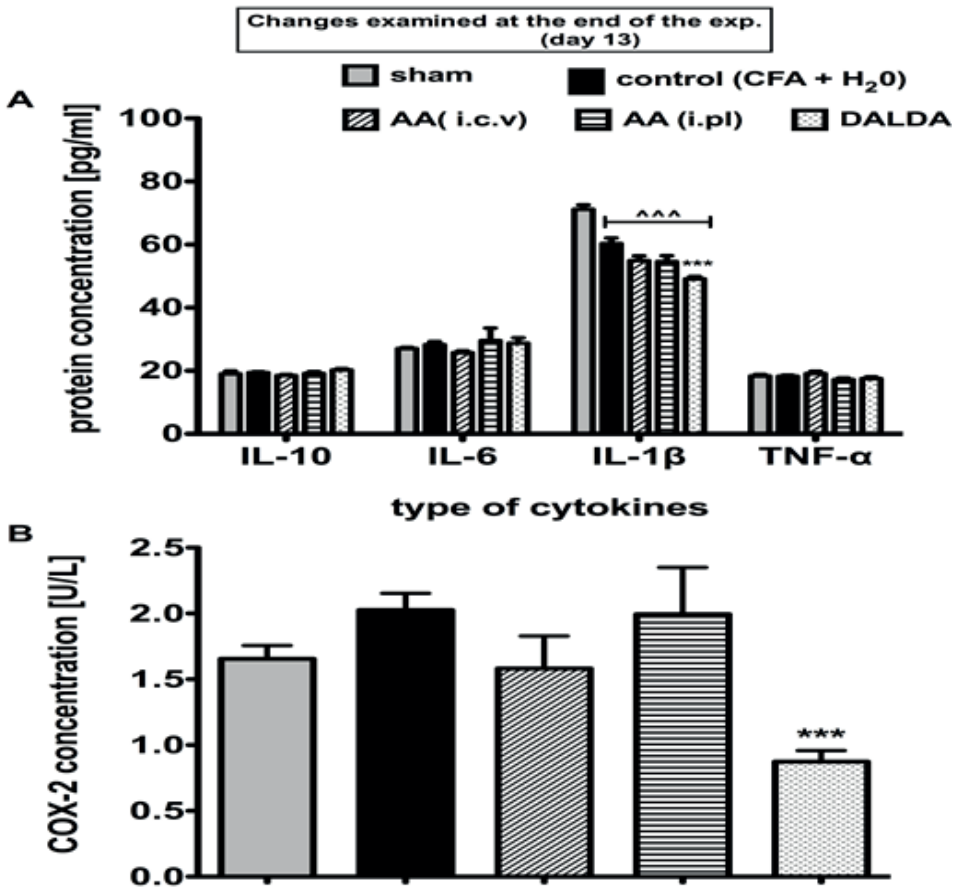 Changes examined at the end of the exp.
(day 13)
sham
control (CFA + H₂0)
A
AA( i.c.v)
AA (i.pl)
DALDA
protein concentration [pg/ml]
100
80
60
40
20
0
^^^
***
IL-10
IL-6
IL-1β
TNF-α
type of cytokines
B
COX-2 concentration [U/L]
2.5
2.0
1.5
1.0
0.5
0.0
***